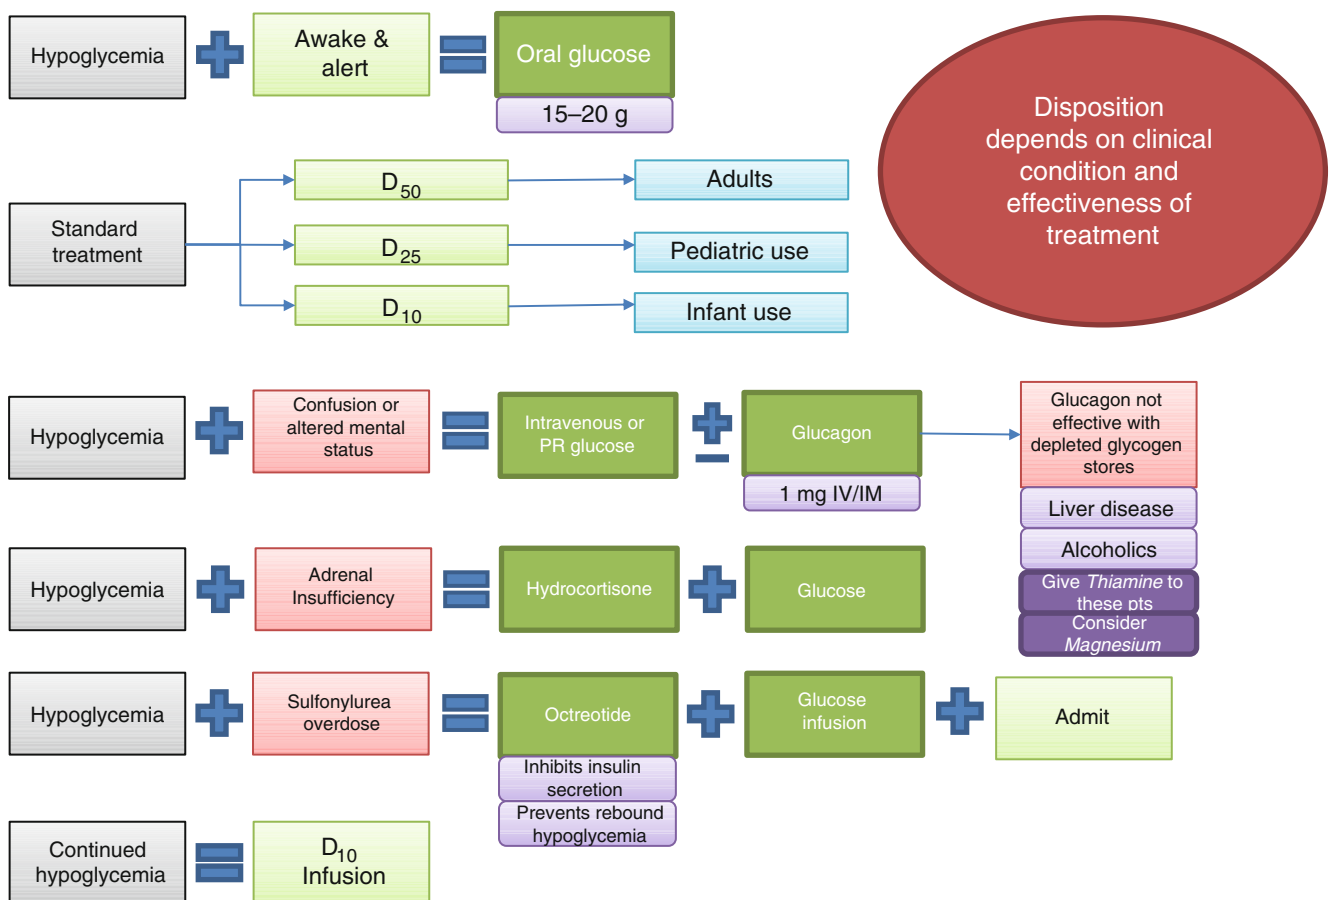 Hypoglycemia
Awake &
alert
Oral glucose
15–20 g
Disposition
depends on clinical
condition and
effectiveness of
treatment
Standard
treatment
D50
Adults
D25
Pediatric use
D10
Infant use
Hypoglycemia
Confusion or
altered mental
status
Intravenous or
PR glucose
Glucagon
1 mg IV/IM
Glucagon not
effective with
depleted glycogen
stores
Liver disease
Alcoholics
Give Thiamine to
these pts
Consider
Magnesium
Hypoglycemia
Adrenal
Insufficiency
Hydrocortisone
Glucose
Hypoglycemia
Sulfonylurea
overdose
Octreotide
Inhibits insulin
secretion
Prevents rebound
hypoglycemia
Glucose
infusion
Admit
Continued
hypoglycemia
D10
Infusion